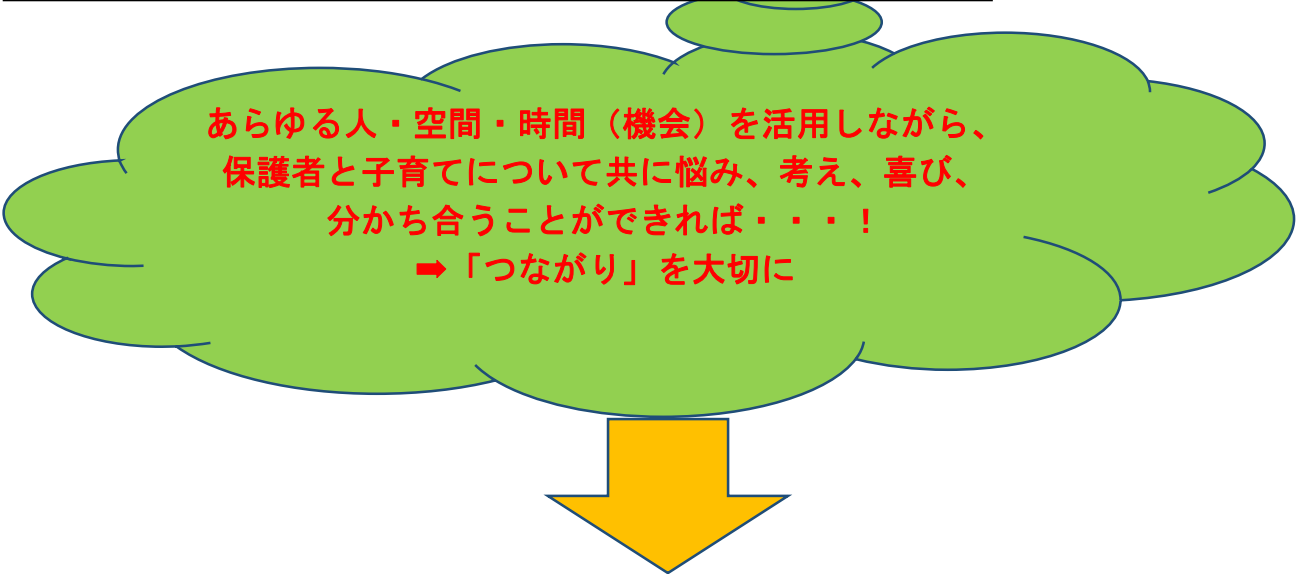 あらゆる人・空間・時間（機会）を活用しながら、
保護者と子育てについて共に悩み、考え、喜び、
分かち合うことができれば・・・！
➡「つながり」を大切に